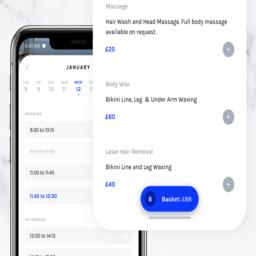 9:41 AM
JANUARY
THU FRI SAT SUN MON TUE
8 9 10 11 12 13
MORNING
9:30 to 10:15
10:15 to 11:00
11:00 to 11:45
11:45 to 12:30
AFTERNOON
13:30 to 14:15
14:15 to 15:00
Massage
Hair Wash and Head Massage. Full body massage
available on request.
£25
Body Wax
Bikini Line, Leg & Under Arm Waxing
£60
Laser Hair Removal
Bikini Line and Leg Waxing
£40
6 Basket: £88